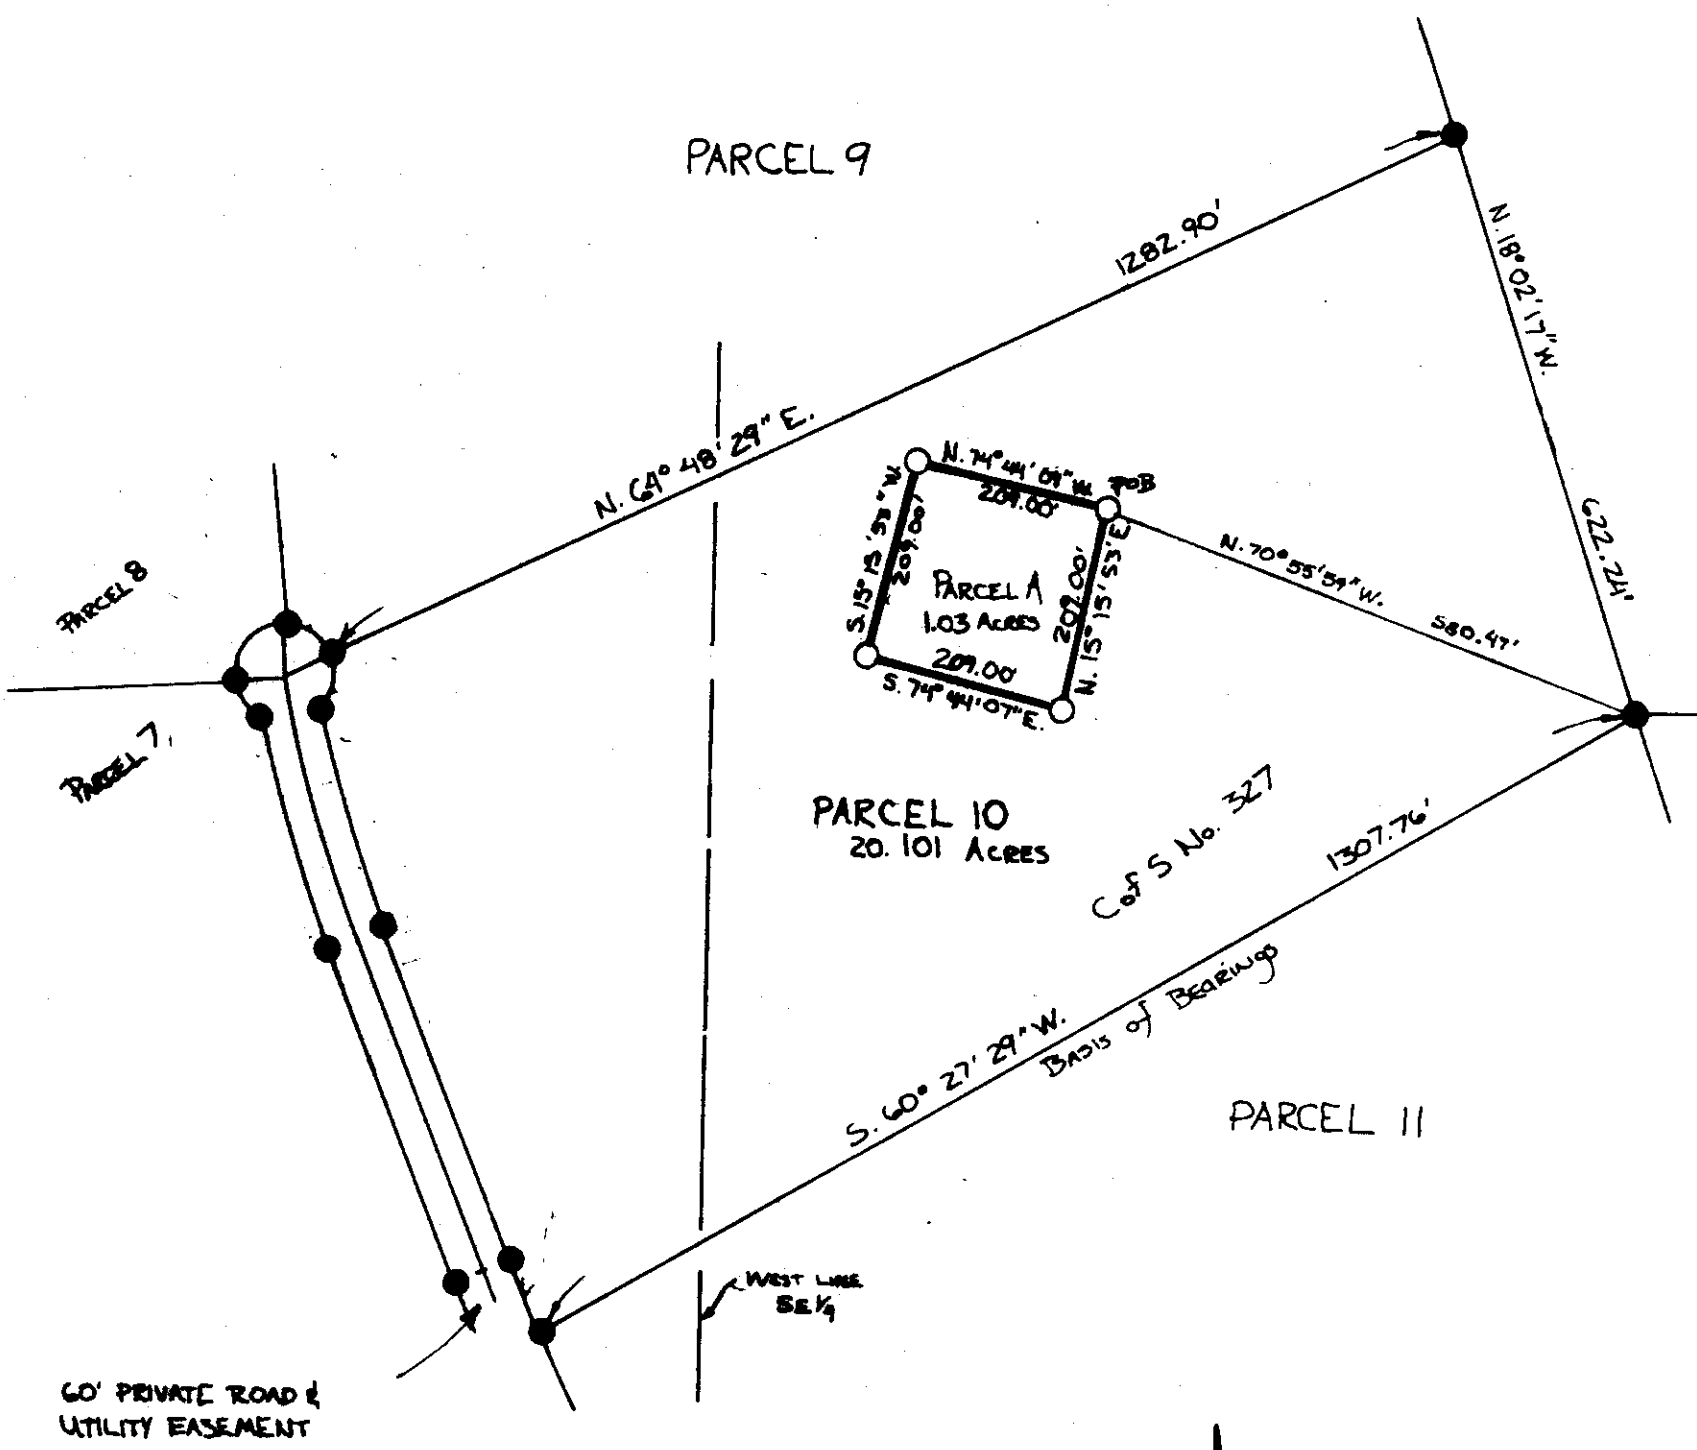 PARCEL 9
1282.90'
N. 18° 02' 17" W.
N. 64° 48' 29" E.
N. 74° 44' 07" W.
209.00'
POB
S. 15° 15' 53" W.
209.00'
N. 70° 55' 59" W.
580.47'
622.24'
PARCEL A
1.03 ACRES
209.00'
N. 15° 15' 53" E
209.00'
S. 74° 44' 07" E.
PARCEL 8
PARCEL 7
PARCEL 10
20.101 ACRES
C of S No. 327
1307.76'
S. 60° 27' 29" W.
Basis of Bearings
PARCEL 11
WEST LINE
SE 1/4
60' PRIVATE ROAD &
UTILITY EASEMENT